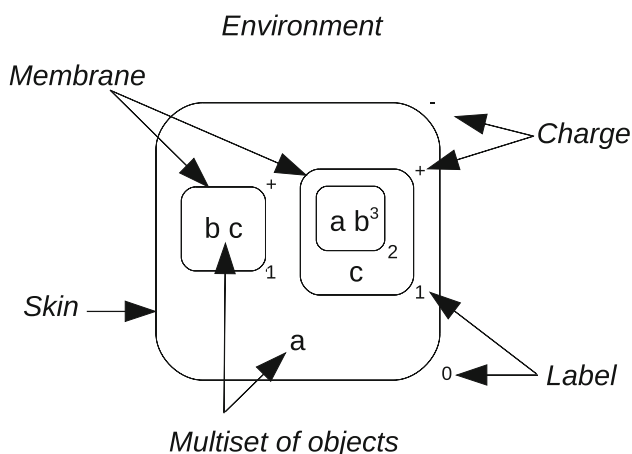 Environment
Membrane
-
Charge
+
+
b c
a b³
2
c
1
1
Skin
a
0
Label
Multiset of objects